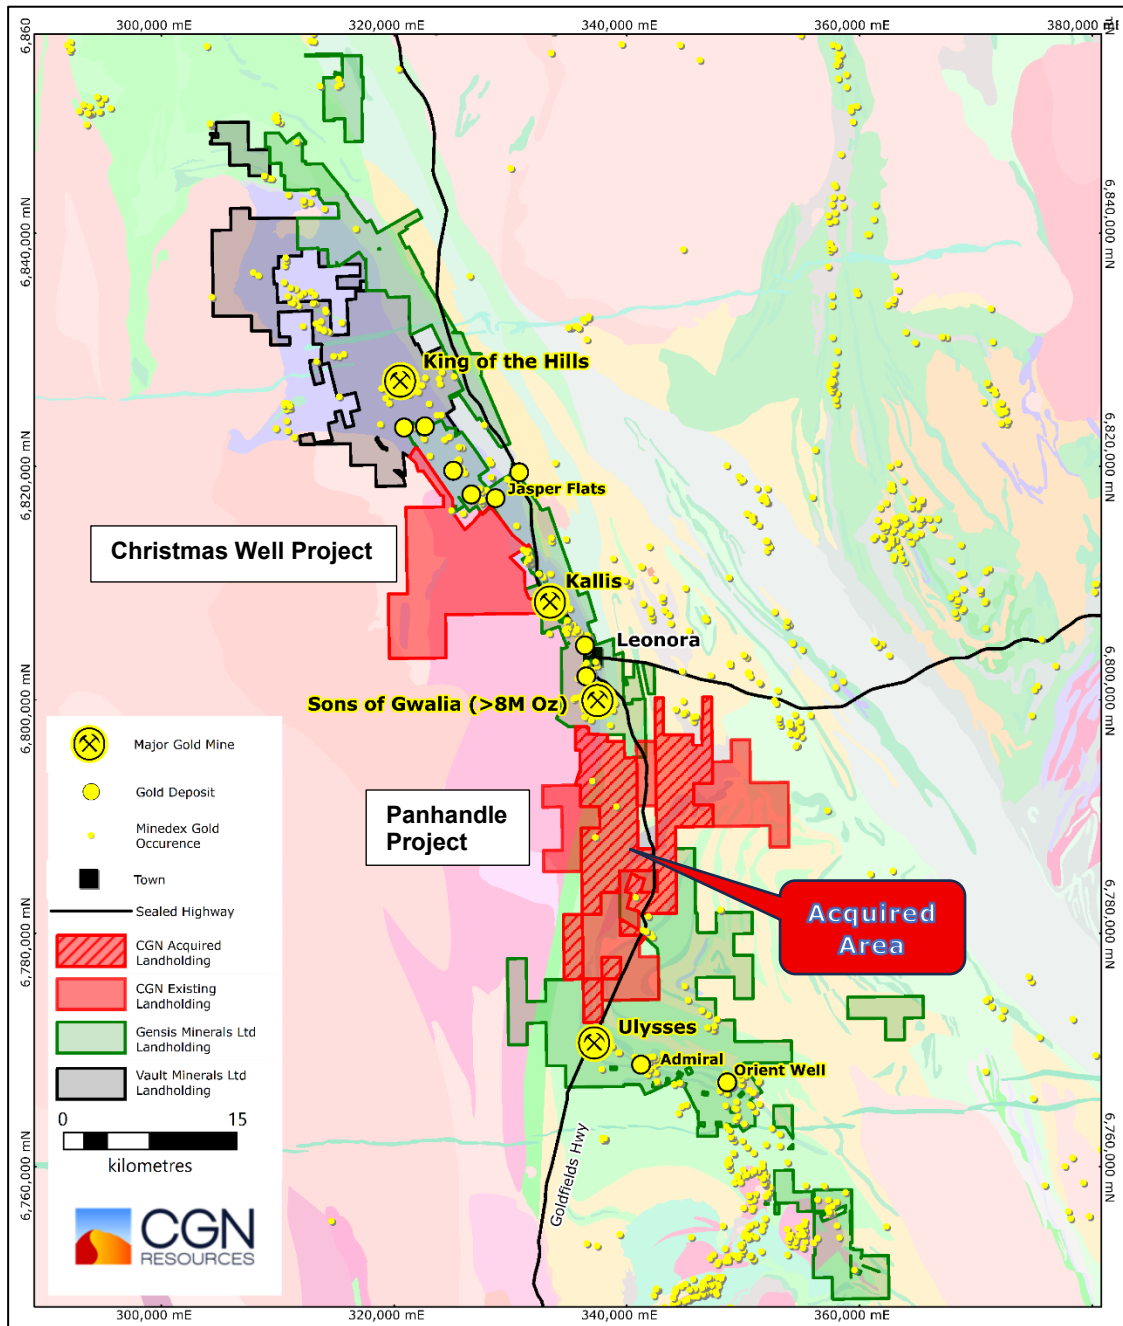 300,000 mE
320,000 mE
340,000 mE
360,000 mE
380,000 mE
6,860
6,840,000 mN
6,840,000 mN
King of the Hills
6,820,000 mN
6,820,000 mN
Jasper Flats
Christmas Well Project
Kallis
Leonora
6,800,000 mN
6,800,000 mN
Sons of Gwalia (>8M Oz)
Major Gold Mine
Gold Deposit
Minedex Gold
Occurence
Town
Sealed Highway
CGN Acquired
Landholding
CGN Existing
Landholding
Gensis Minerals Ltd
Landholding
Vault Minerals Ltd
Landholding
0 15
kilometres
CGN
RESOURCES
Panhandle
Project
Acquired
Area
6,780,000 mN
6,780,000 mN
Ulysses
Admiral
Orient Well
6,760,000 mN
6,760,000 mN
Goldfields Hwy
300,000 mE
320,000 mE
340,000 mE
360,000 mE